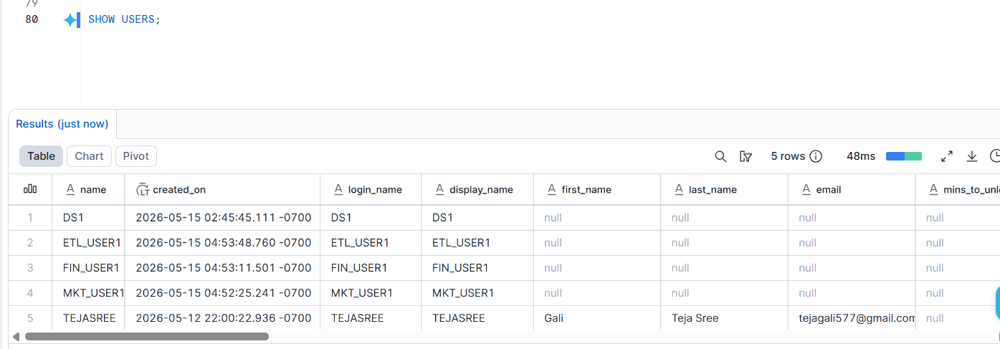 79
80 SHOW USERS;
Results (just now)
Table Chart Pivot 5 rows 48ms
name created_on login_name display_name first_name last_name email
1 DS1 2026-05-15 02:45:45.111 -0700 DS1 DS1 null null null null
2 ETL_USER1 2026-05-15 04:53:48.760 -0700 ETL_USER1 ETL_USER1 null null null null
3 FIN_USER1 2026-05-15 04:53:11.501 -0700 FIN_USER1 FIN_USER1 null null null null
4 MKT_USER1 2026-05-15 04:52:25.241 -0700 MKT_USER1 MKT_USER1 null null null null
5 TEJASREE 2026-05-12 22:00:22.936 -0700 TEJASREE TEJASREE Gali Teja Sree tejagali577@gmail.com null